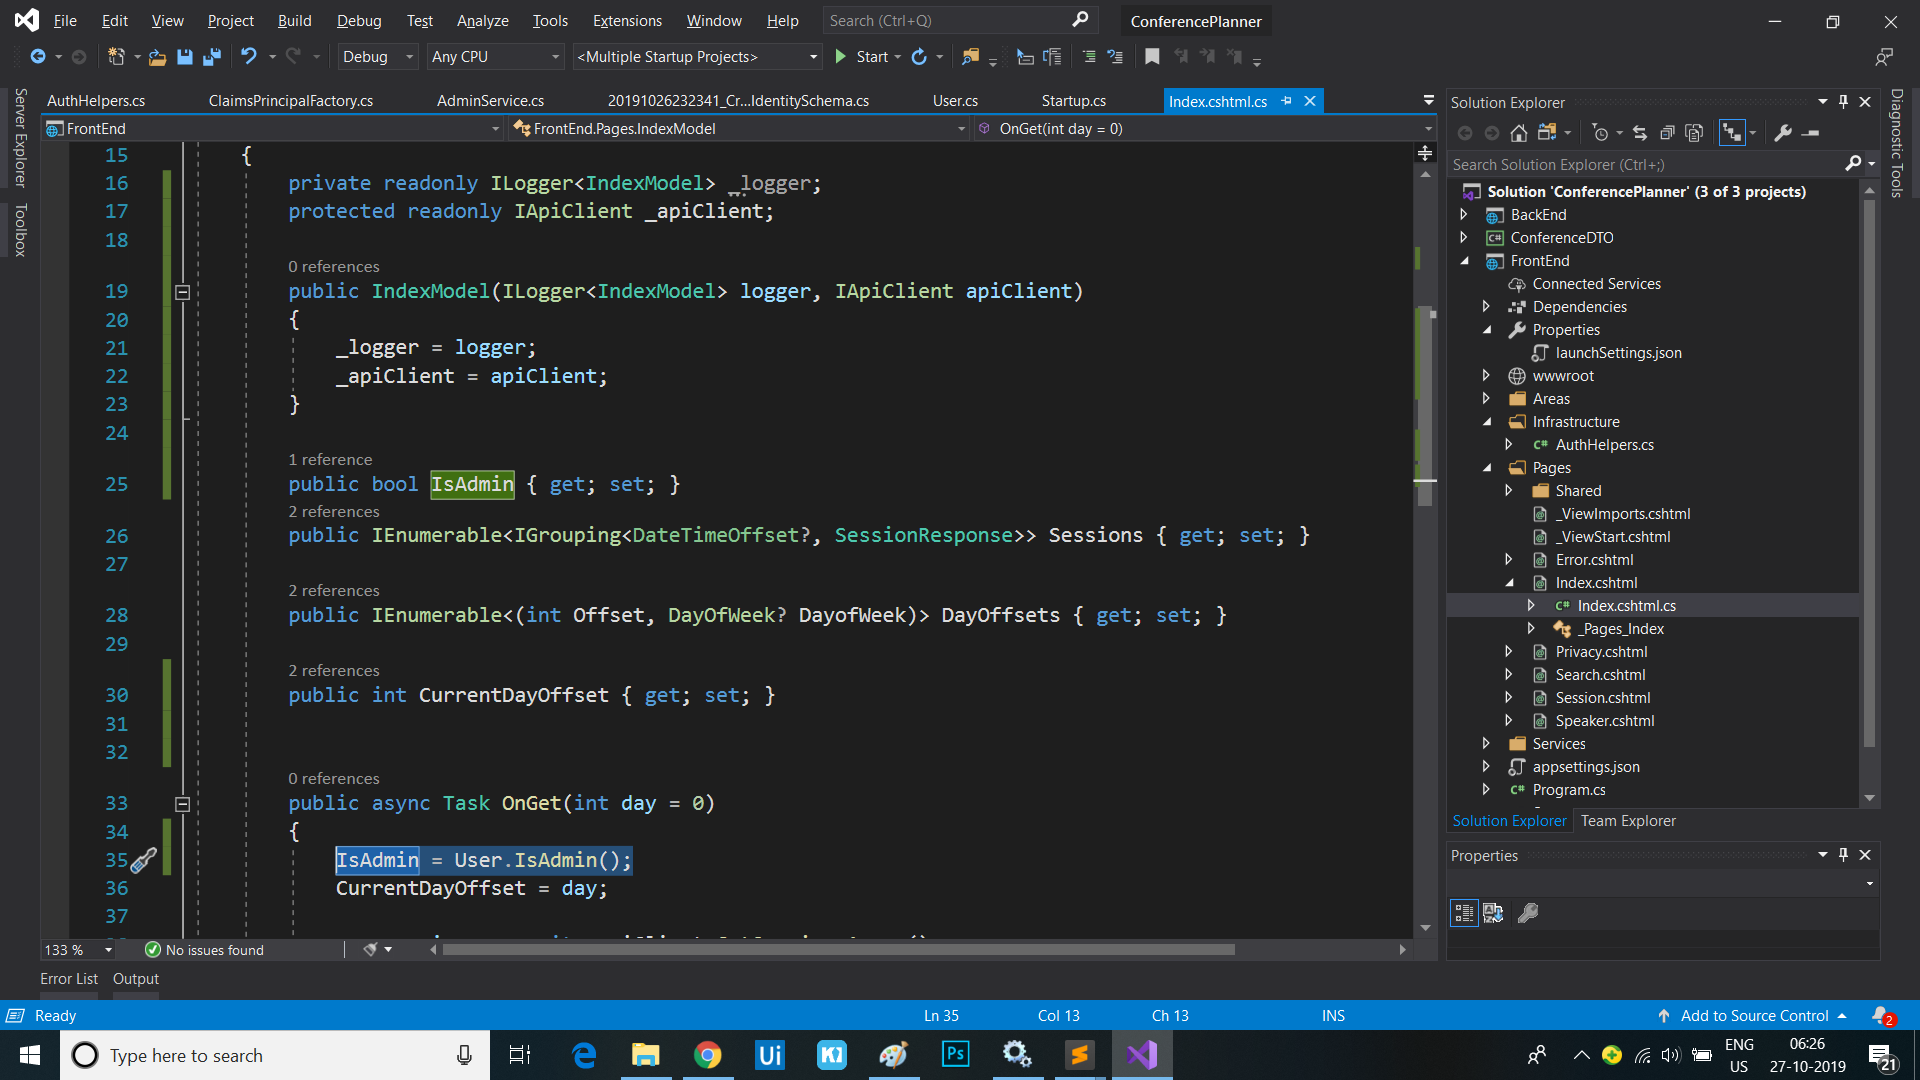 File Edit View Project Build Debug Test Analyze Tools Extensions Window Help Search (Ctrl+Q) ConferencePlanner
Debug Any CPU <Multiple Startup Projects> Start
AuthHelpers.cs ClaimsPrincipalFactory.cs AdminService.cs 20191026232341_Cr...IdentitySchema.cs User.cs Startup.cs Index.cshtml.cs
FrontEnd FrontEnd.Pages.IndexModel OnGet(int day = 0)
Server Explorer
Toolbox
15 {
16 private readonly ILogger<IndexModel> _logger;
17 protected readonly IApiClient _apiClient;
18
0 references
19 public IndexModel(ILogger<IndexModel> logger, IApiClient apiClient)
20 {
21 _logger = logger;
22 _apiClient = apiClient;
23 }
24
1 reference
25 public bool IsAdmin { get; set; }
2 references
26 public IEnumerable<IGrouping<DateTimeOffset?, SessionResponse>> Sessions { get; set; }
27
2 references
28 public IEnumerable<(int Offset, DayOfWeek? DayofWeek)> DayOffsets { get; set; }
29
2 references
30 public int CurrentDayOffset { get; set; }
31
32
0 references
33 public async Task OnGet(int day = 0)
34 {
35 IsAdmin = User.IsAdmin();
36 CurrentDayOffset = day;
37
133 % No issues found
Error List Output
Solution Explorer
Search Solution Explorer (Ctrl+;)
Solution 'ConferencePlanner' (3 of 3 projects)
BackEnd
C# ConferenceDTO
FrontEnd
Connected Services
Dependencies
Properties
launchSettings.json
wwwroot
Areas
Infrastructure
C# AuthHelpers.cs
Pages
Shared
_ViewImports.cshtml
_ViewStart.cshtml
Error.cshtml
Index.cshtml
C# Index.cshtml.cs
_Pages_Index
Privacy.cshtml
Search.cshtml
Session.cshtml
Speaker.cshtml
Services
appsettings.json
C# Program.cs
Solution Explorer Team Explorer
Properties
Diagnostic Tools
Ready Ln 35 Col 13 Ch 13 INS Add to Source Control 2
Type here to search Ui Ps ENG US 06:26 27-10-2019 21